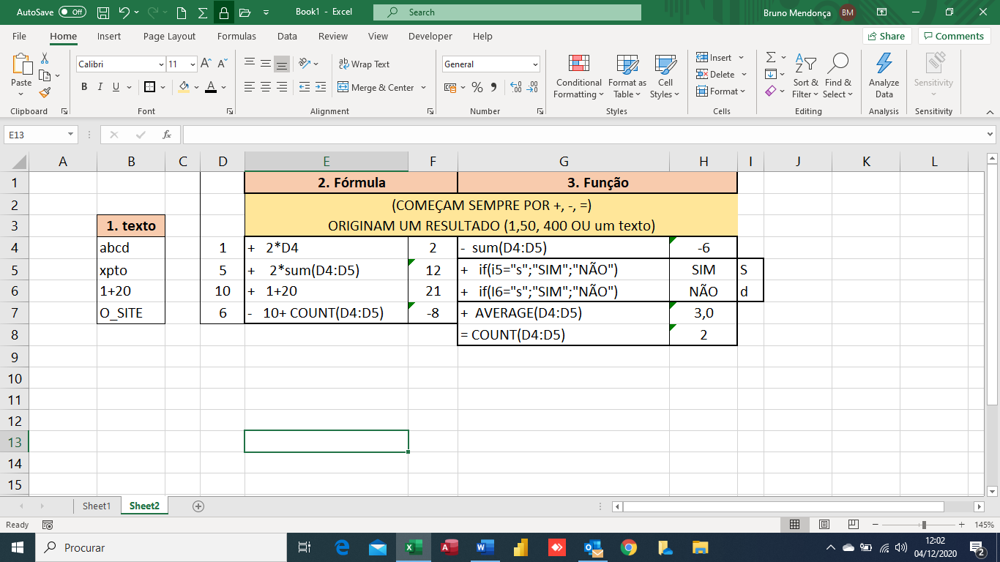 AutoSave Off Book1 - Excel Search Bruno Mendonça BM
File Home Insert Page Layout Formulas Data Review View Developer Help Share Comments
Paste Calibri 11 Wrap Text General Conditional Formatting Format as Table Cell Styles Insert Sort & Filter Find & Select Analyze Data Sensitivity
B I U Merge & Center Delete
Format
Clipboard Font Alignment Number Styles Cells Editing Analysis Sensitivity
E13 fx
A B C D E F G H I J K L
1 2. Fórmula 3. Função
2 (COMEÇAM SEMPRE POR +, -, =)
3 1. texto ORIGINAM UM RESULTADO (1,50, 400 OU um texto)
4 abcd 1 + 2*D4 2 - sum(D4:D5) -6
5 xpto 5 + 2*sum(D4:D5) 12 + if(i5="s";"SIM";"NÃO") SIM S
6 1+20 10 + 1+20 21 + if(I6="s";"SIM";"NÃO") NÃO d
7 O_SITE 6 - 10+ COUNT(D4:D5) -8 + AVERAGE(D4:D5) 3,0
8 = COUNT(D4:D5) 2
9
10
11
12
13
14
15
Sheet1 Sheet2
Ready 145%
Procurar 12:02
04/12/2020 2